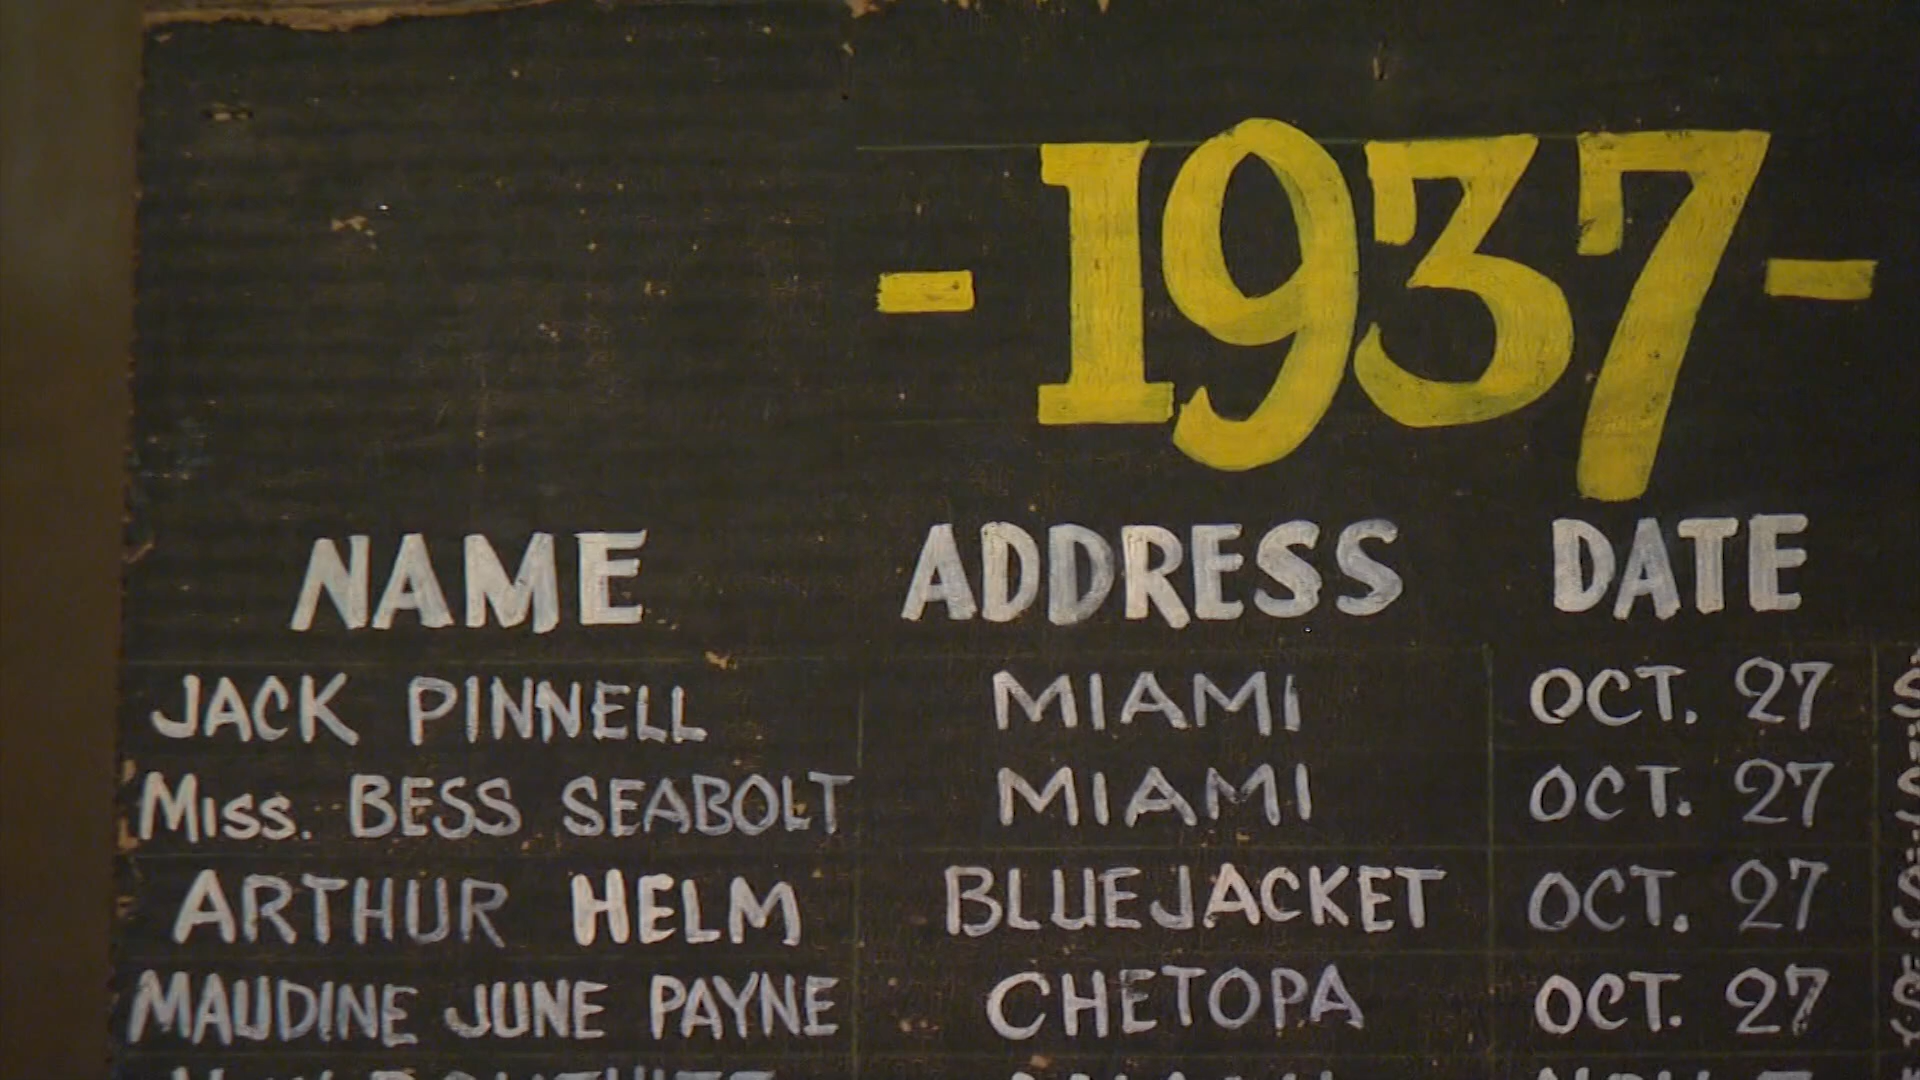 - 1937 -
NAME ADDRESS DATE
JACK PINNELL MIAMI OCT. 27
Miss. BESS SEABOLT MIAMI OCT. 27
ARTHUR HELM BLUEJACKET OCT. 27
MAUDINE JUNE PAYNE CHETOPA OCT. 27